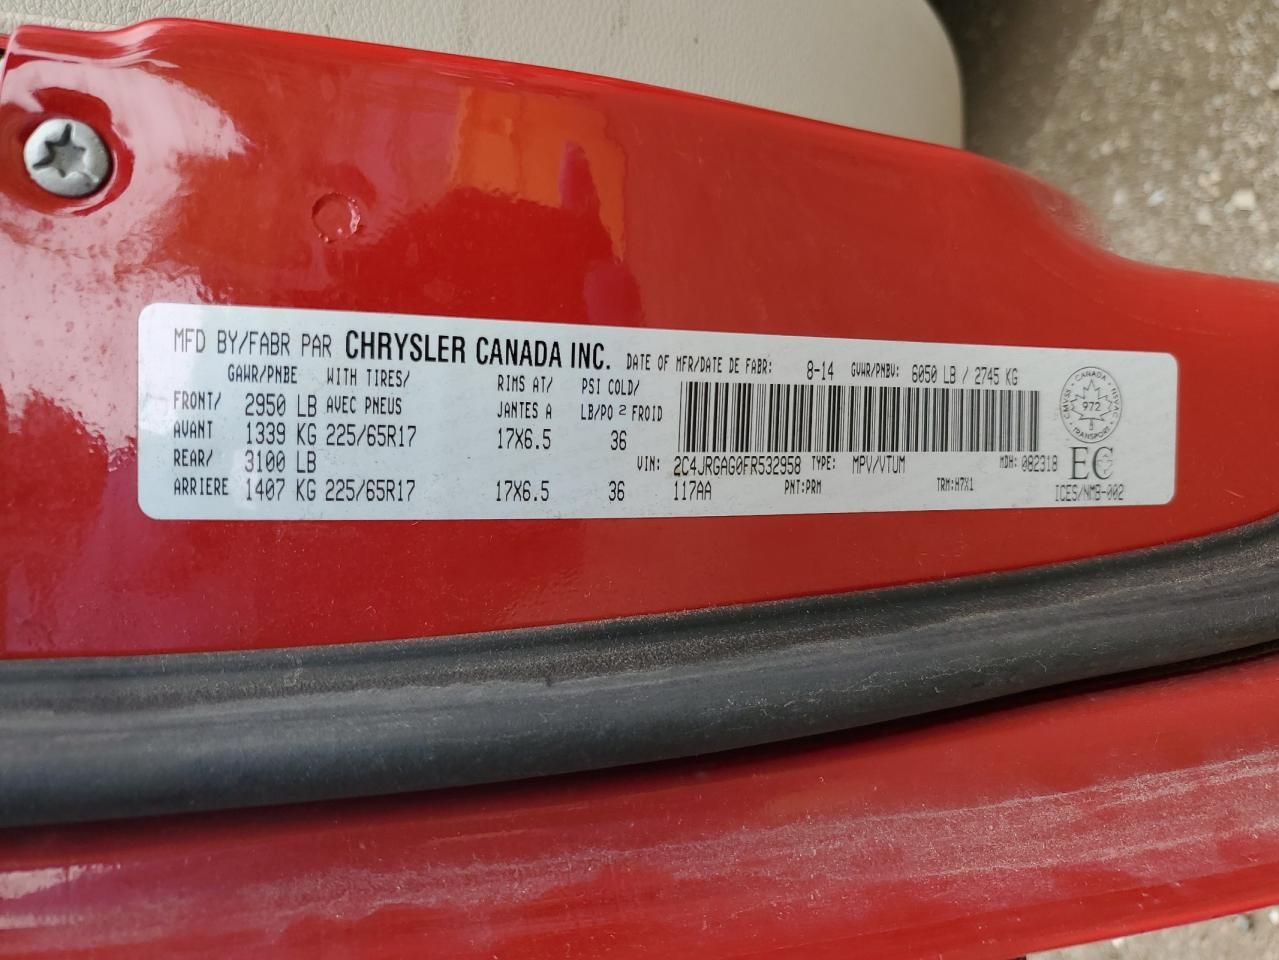 MFD BY/FABR PAR CHRYSLER CANADA INC. DATE OF MFR/DATE DE FABR: 8-14 GVWR/PNBV: 6050 LB / 2745 KG
GAWR/PNBE WITH TIRES/ RIMS AT/ PSI COLD/
FRONT/ 2950 LB AVEC PNEUS JANTES A LB/PO 2 FROID
AVANT 1339 KG 225/65R17 17X6.5 36
REAR/ 3100 LB VIN: 2C4JRGAG0FR532958 TYPE: MPV/VTUM MDH: 082318
ARRIERE 1407 KG 225/65R17 17X6.5 36 117AA PNT:PRM TRM:H7X1
CANADA
CMVSS NSVAC
972
TRANSPORT
EC
ICES/NMB-002